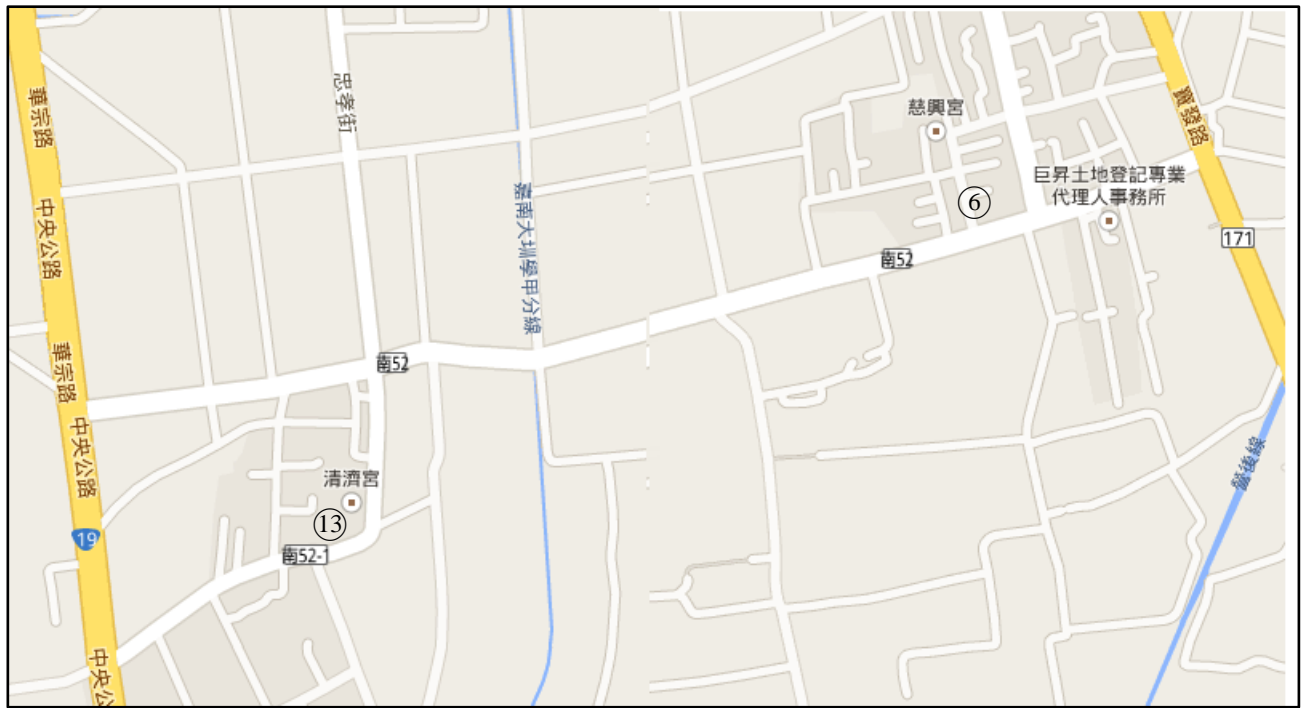 華宗路
忠孝街
慈興宮
寶發路
巨昇土地登記專業
代理人事務所
⑥
中央公路
嘉南大圳學甲分線
171
南52
華宗路
南52
中央公路
清濟宮
⑬
19
南52-1
中央公